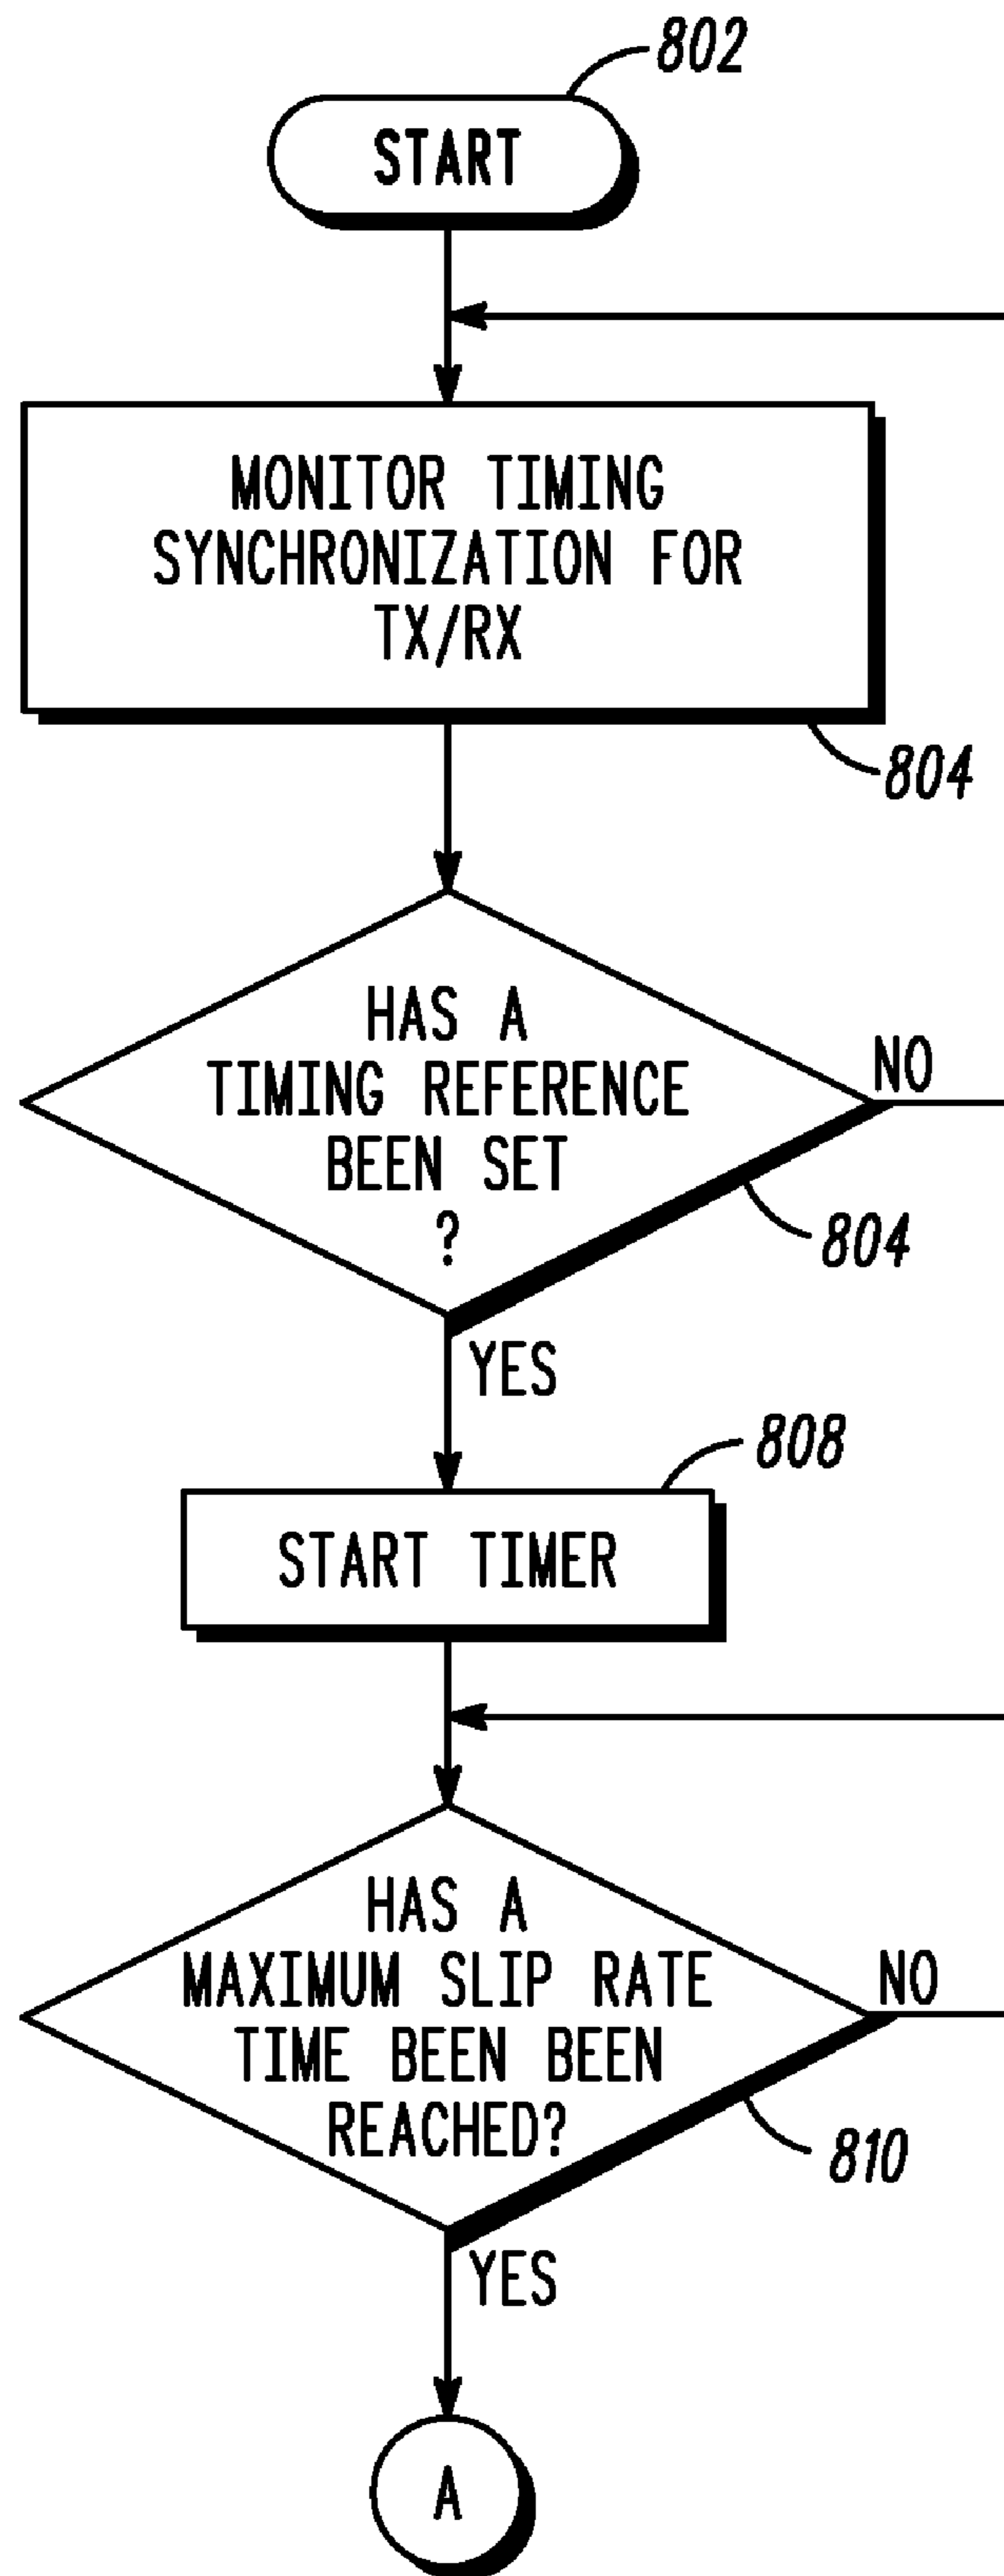 802
START
MONITOR TIMING
SYNCHRONIZATION FOR
TX/RX
804
HAS A
TIMING REFERENCE
BEEN SET
?
NO
804
YES
808
START TIMER
HAS A
MAXIMUM SLIP RATE
TIME BEEN BEEN
REACHED?
NO
810
YES
A